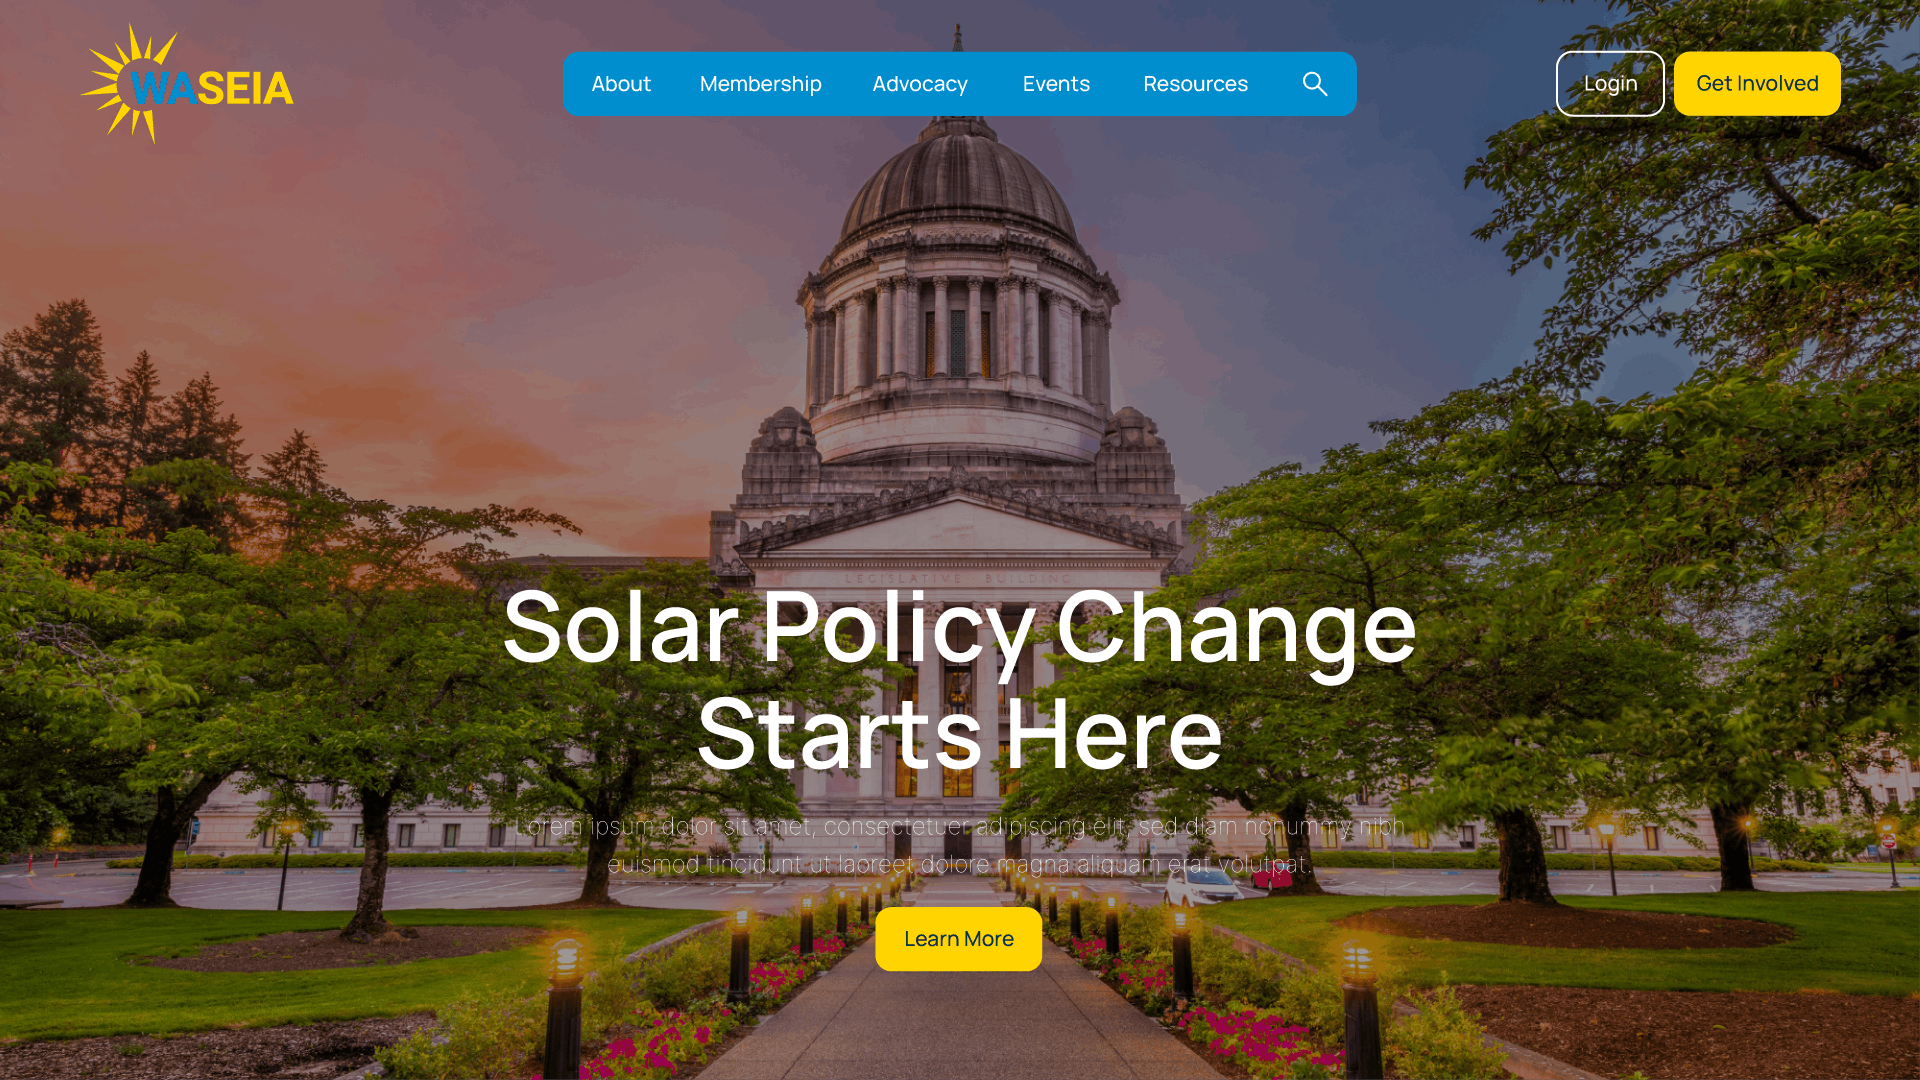 WASEIA
About Membership Advocacy Events Resources
Login
Get Involved
LEGISLATIVE BUILDING
Solar Policy Change
Starts Here
Lorem ipsum dolor sit amet, consectetuer adipiscing elit, sed diam nonummy nibh
euismod tincidunt ut laoreet dolore magna aliquam erat volutpat.
Learn More